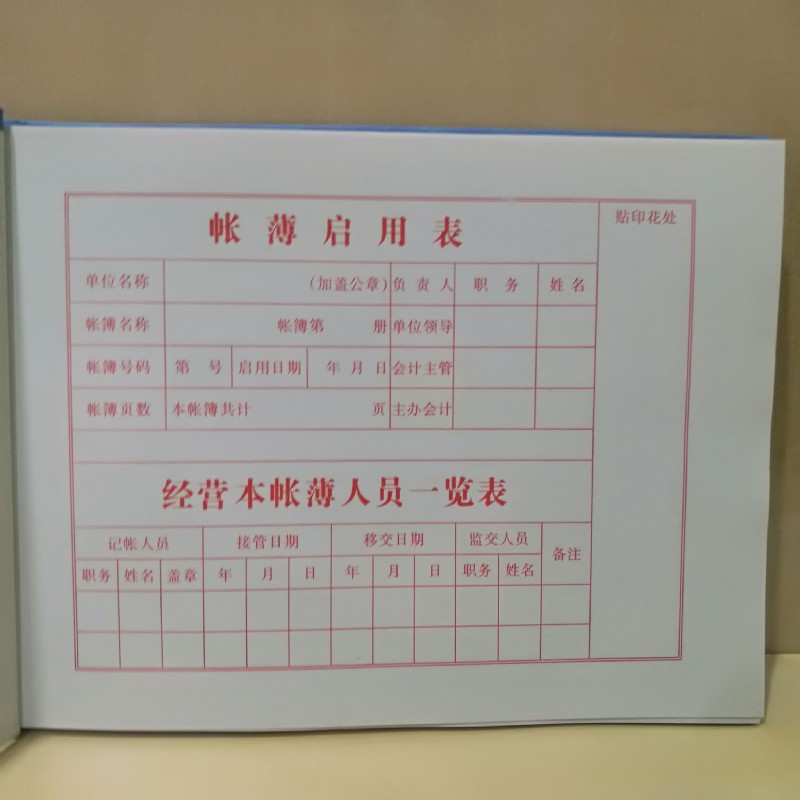 帐薄启用表
贴印花处
单位名称 (加盖公章) 负责人 职务 姓名
帐簿名称 帐簿第 册 单位领导
帐簿号码 第 号 启用日期 年 月 日 会计主管
帐簿页数 本帐簿共计 页 主办会计
经营本帐薄人员一览表
记帐人员 接管日期 移交日期 监交人员 备注
职务 姓名 盖章 年 月 日 年 月 日 职务 姓名